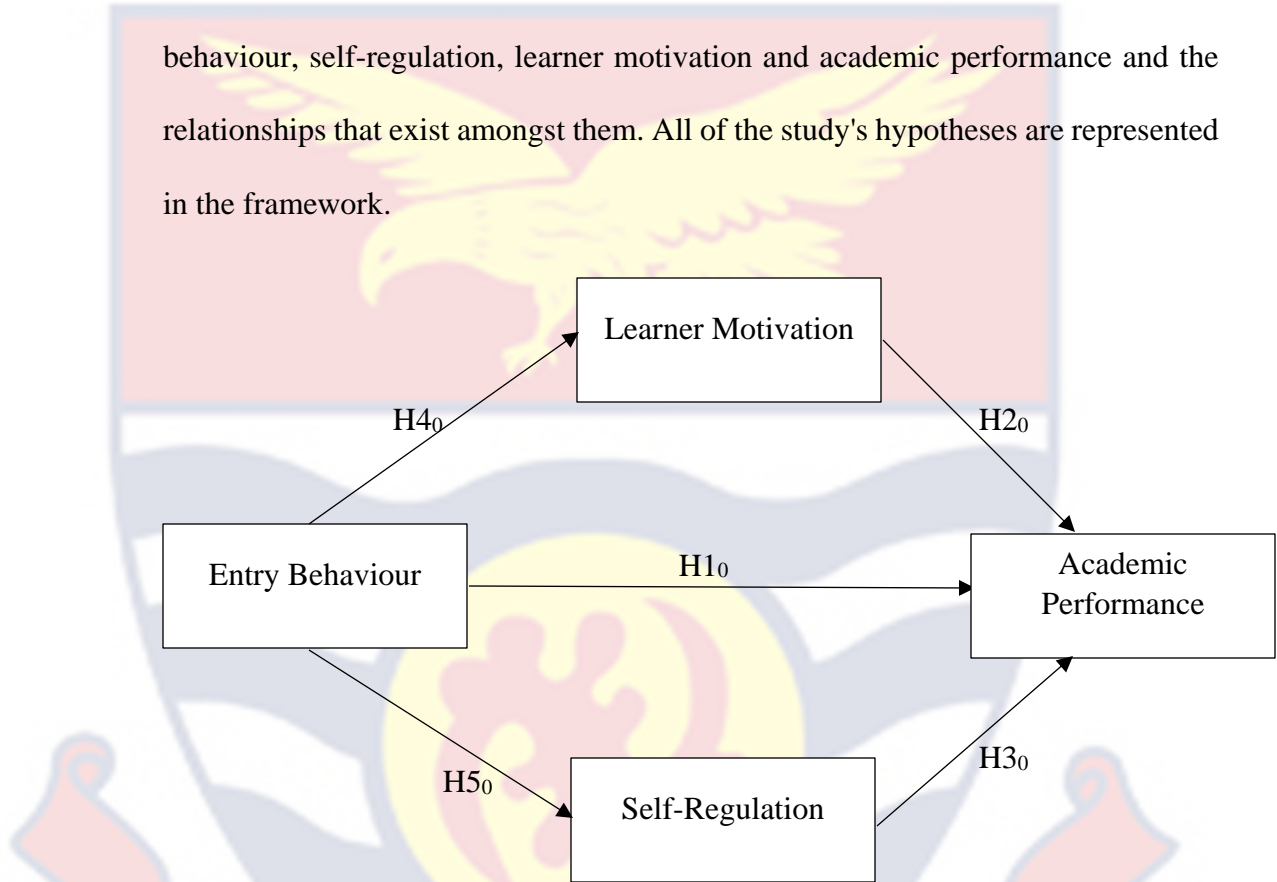 behaviour, self-regulation, learner motivation and academic performance and the
relationships that exist amongst them. All of the study's hypotheses are represented
in the framework.
Learner Motivation
H4₀
H2₀
Entry Behaviour
H1₀
Academic
Performance
H5₀
H3₀
Self-Regulation